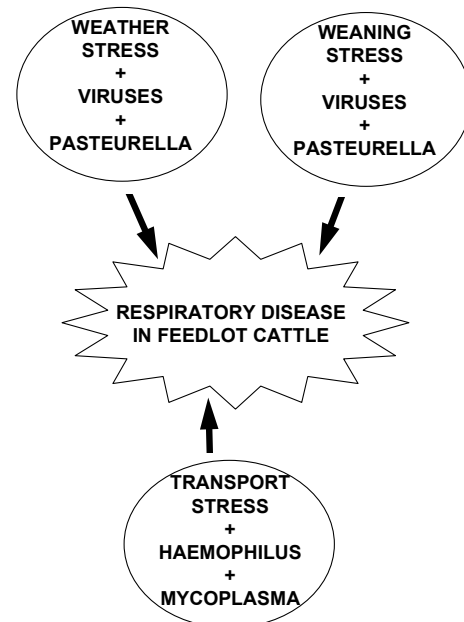 WEATHER
STRESS
+
VIRUSES
+
PASTEURELLA
WEANING
STRESS
+
VIRUSES
+
PASTEURELLA
RESPIRATORY DISEASE
IN FEEDLOT CATTLE
TRANSPORT
STRESS
+
HAEMOPHILUS
+
MYCOPLASMA